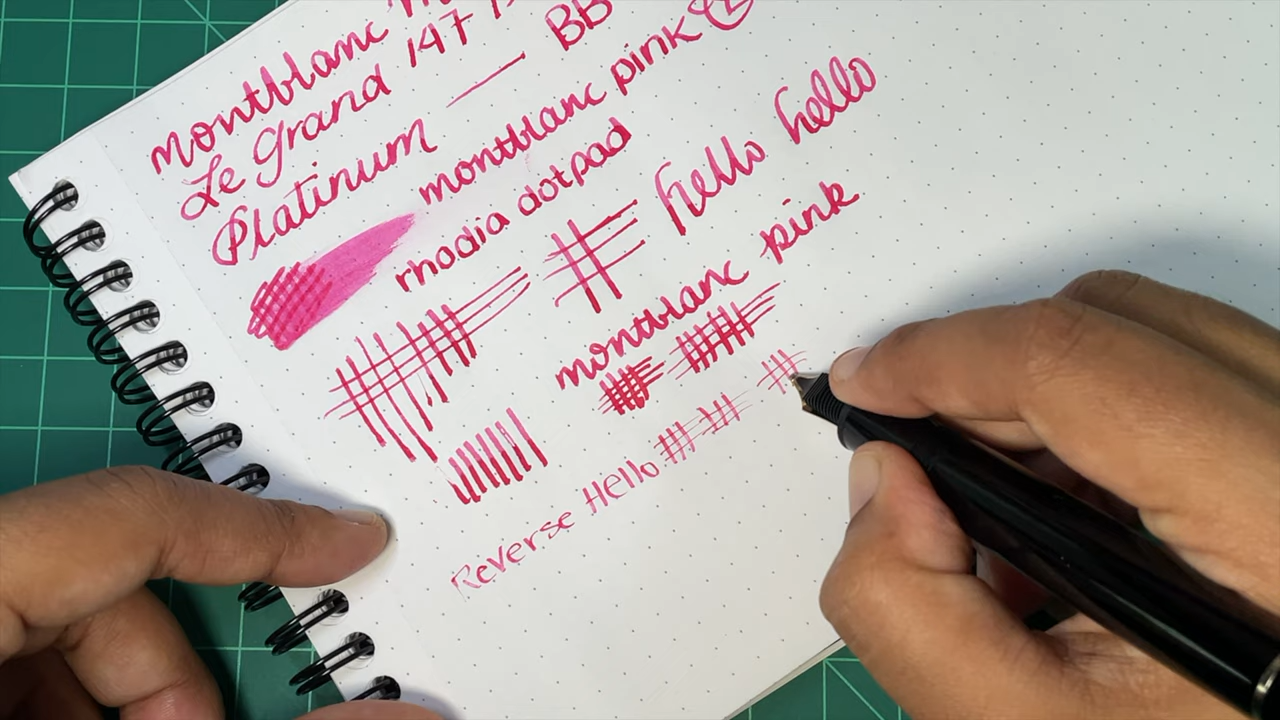 montblanc
Le Grand 147
Platinum BB
montblanc pink
rhodia dotpad
hello hello
montblanc pink
Reverse Hello